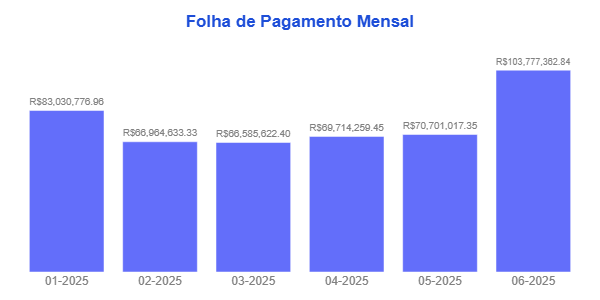 Folha de Pagamento Mensal
R$103,777,362.84
R$83,030,776.96
R$70,701,017.35
R$69,714,259.45
R$66,964,633.33
R$66,585,622.40
01-2025
02-2025
03-2025
04-2025
05-2025
06-2025